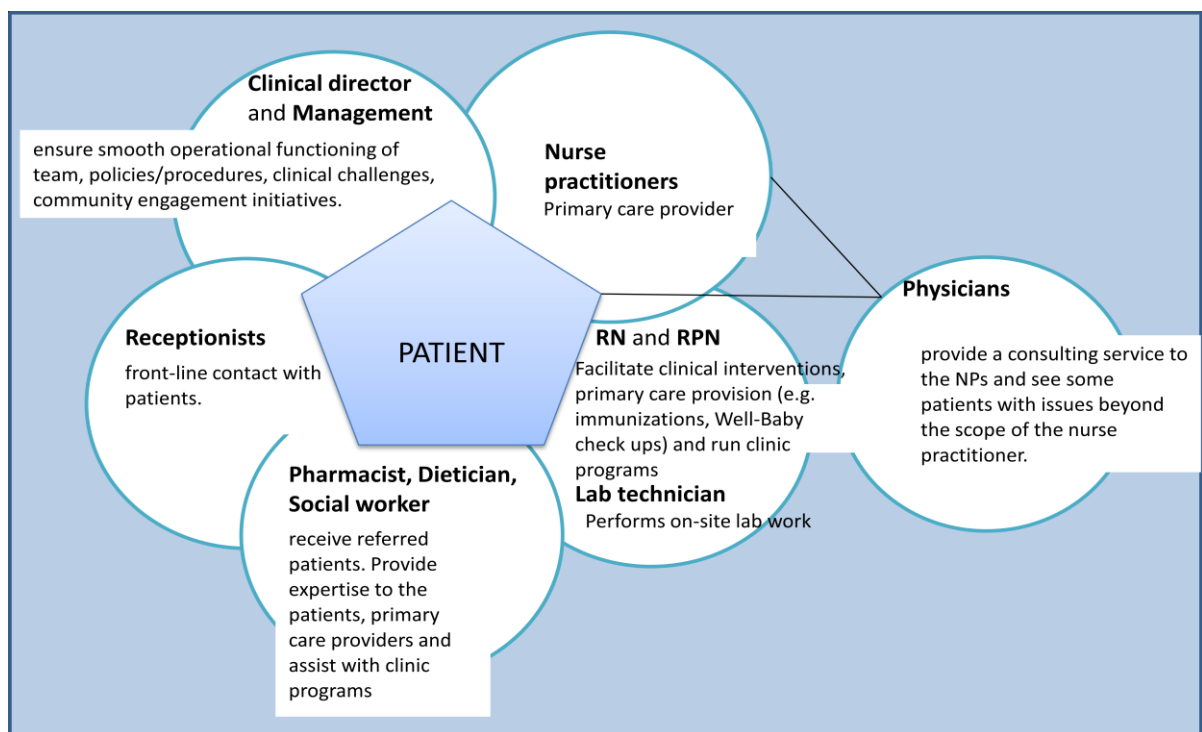 Clinical director
and Management
ensure smooth operational functioning of
team, policies/procedures, clinical challenges,
community engagement initiatives.
Nurse
practitioners
Primary care provider
Physicians
provide a consulting service to
the NPs and see some
patients with issues beyond
the scope of the nurse
practitioner.
Receptionists
front-line contact with
patients.
PATIENT
RN and RPN
Facilitate clinical interventions,
primary care provision (e.g.
immunizations, Well-Baby
check ups) and run clinic
programs
Lab technician
Performs on-site lab work
Pharmacist, Dietician,
Social worker
receive referred
patients. Provide
expertise to the
patients, primary
care providers and
assist with clinic
programs